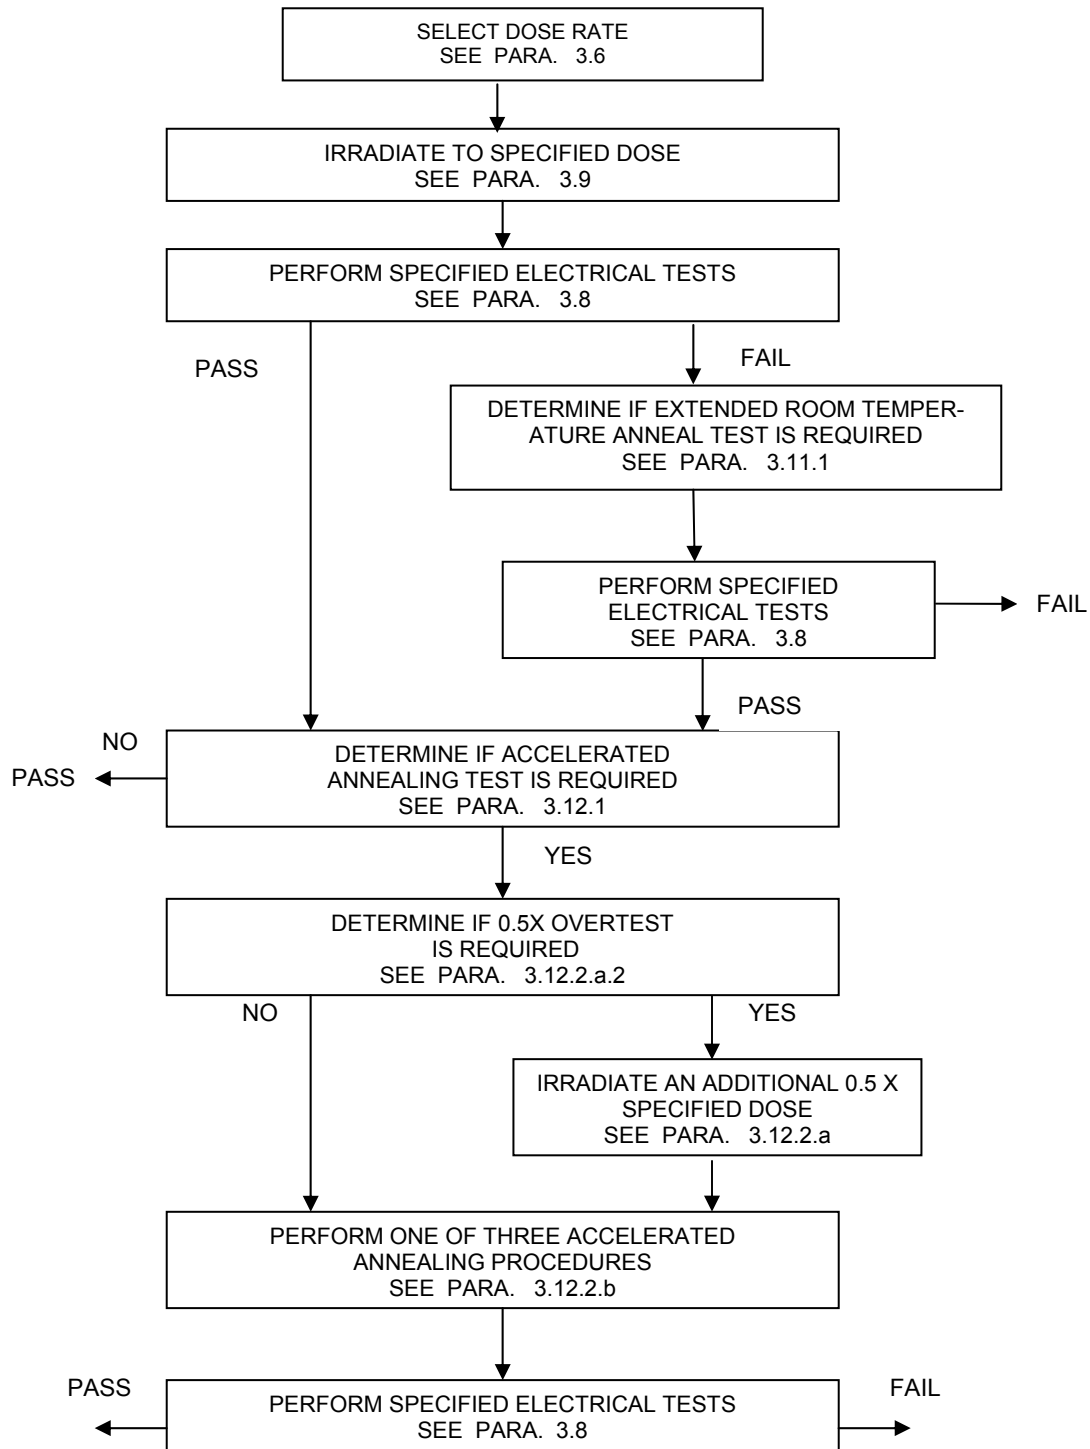 SELECT DOSE RATE
SEE PARA. 3.6
IRRADIATE TO SPECIFIED DOSE
SEE PARA. 3.9
PERFORM SPECIFIED ELECTRICAL TESTS
SEE PARA. 3.8
PASS
FAIL
DETERMINE IF EXTENDED ROOM TEMPER-
ATURE ANNEAL TEST IS REQUIRED
SEE PARA. 3.11.1
PERFORM SPECIFIED
ELECTRICAL TESTS
SEE PARA. 3.8
FAIL
PASS
NO
PASS
DETERMINE IF ACCELERATED
ANNEALING TEST IS REQUIRED
SEE PARA. 3.12.1
YES
DETERMINE IF 0.5X OVERTEST
IS REQUIRED
SEE PARA. 3.12.2.a.2
NO
YES
IRRADIATE AN ADDITIONAL 0.5 X
SPECIFIED DOSE
SEE PARA. 3.12.2.a
PERFORM ONE OF THREE ACCELERATED
ANNEALING PROCEDURES
SEE PARA. 3.12.2.b
PASS
FAIL
PERFORM SPECIFIED ELECTRICAL TESTS
SEE PARA. 3.8